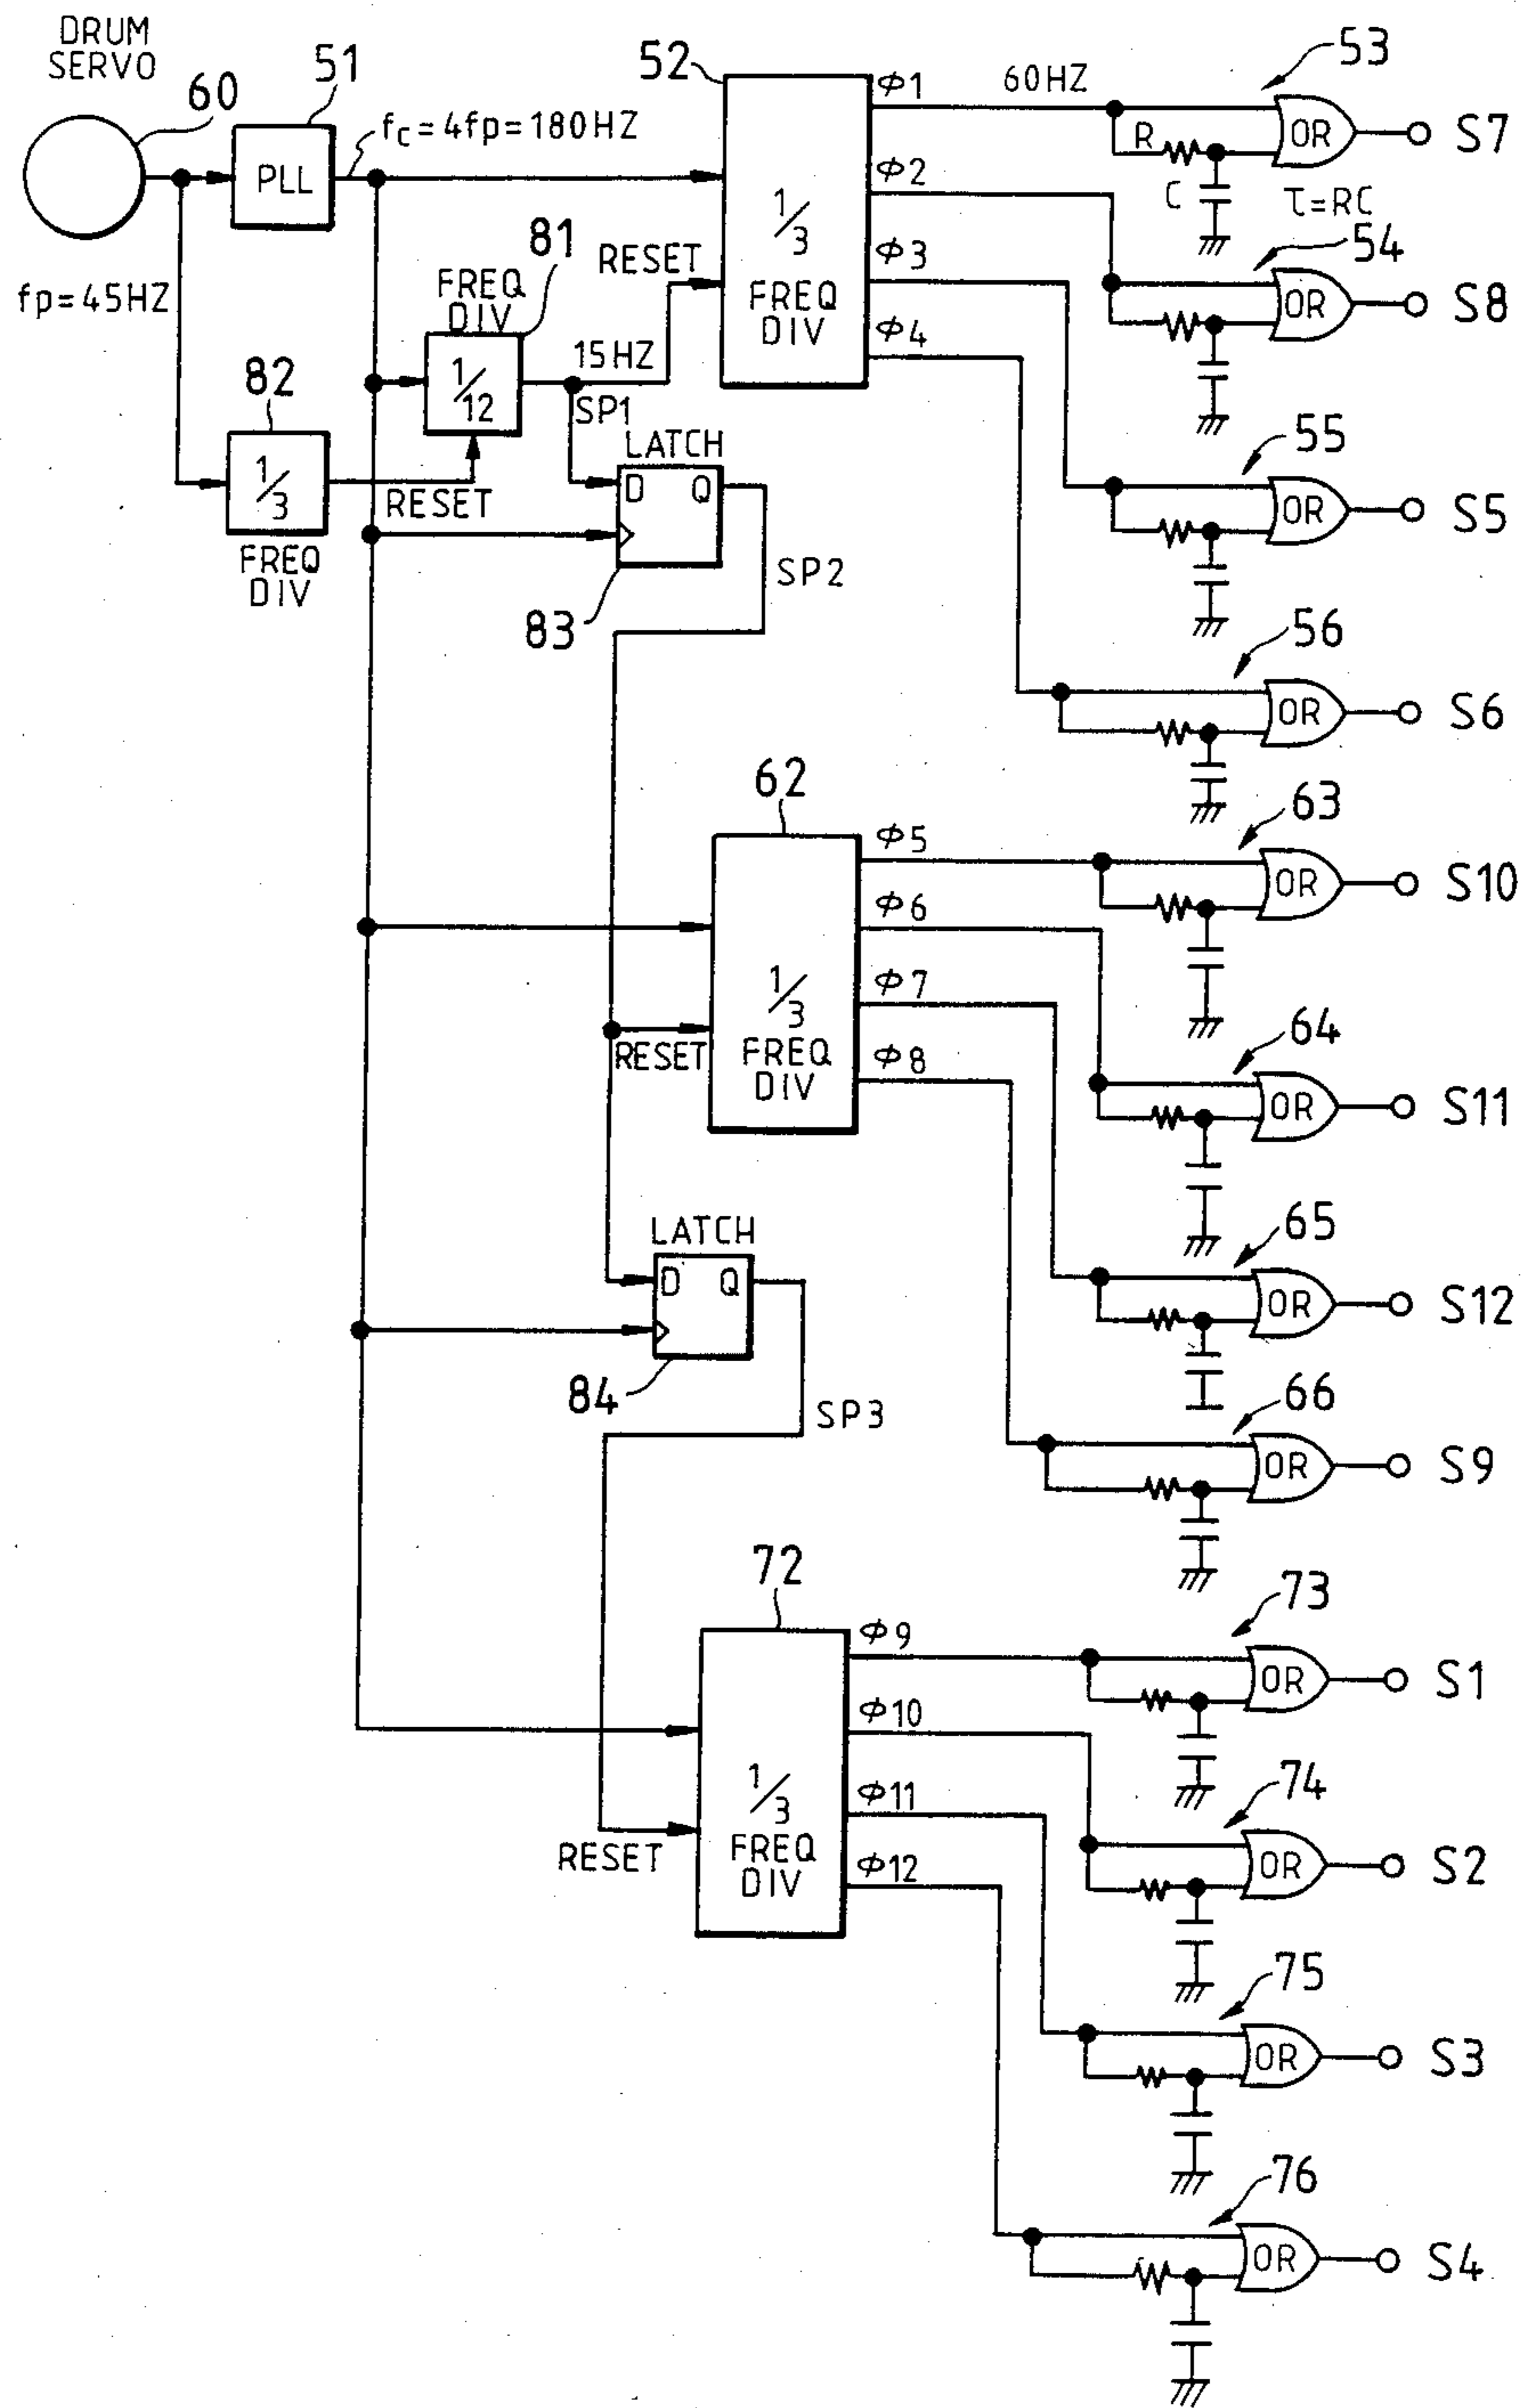 DRUM
SERVO
60
51
fc=4fp=180HZ
PLL
fp=45HZ
52
Φ1
60HZ
53
OR
S7
R
C
τ=RC
Φ2
1/3
FREQ
DIV
RESET
Φ3
Φ4
54
OR
S8
81
FREQ
DIV
1/12
15HZ
SP1
82
1/3
FREQ
DIV
RESET
LATCH
D Q
83
SP2
55
OR
S5
56
OR
S6
62
Φ5
63
OR
S10
Φ6
Φ7
1/3
FREQ
DIV
RESET
Φ8
64
OR
S11
LATCH
D Q
84
SP3
65
OR
S12
66
OR
S9
72
Φ9
73
OR
S1
Φ10
Φ11
1/3
FREQ
DIV
RESET
Φ12
74
OR
S2
75
OR
S3
76
OR
S4